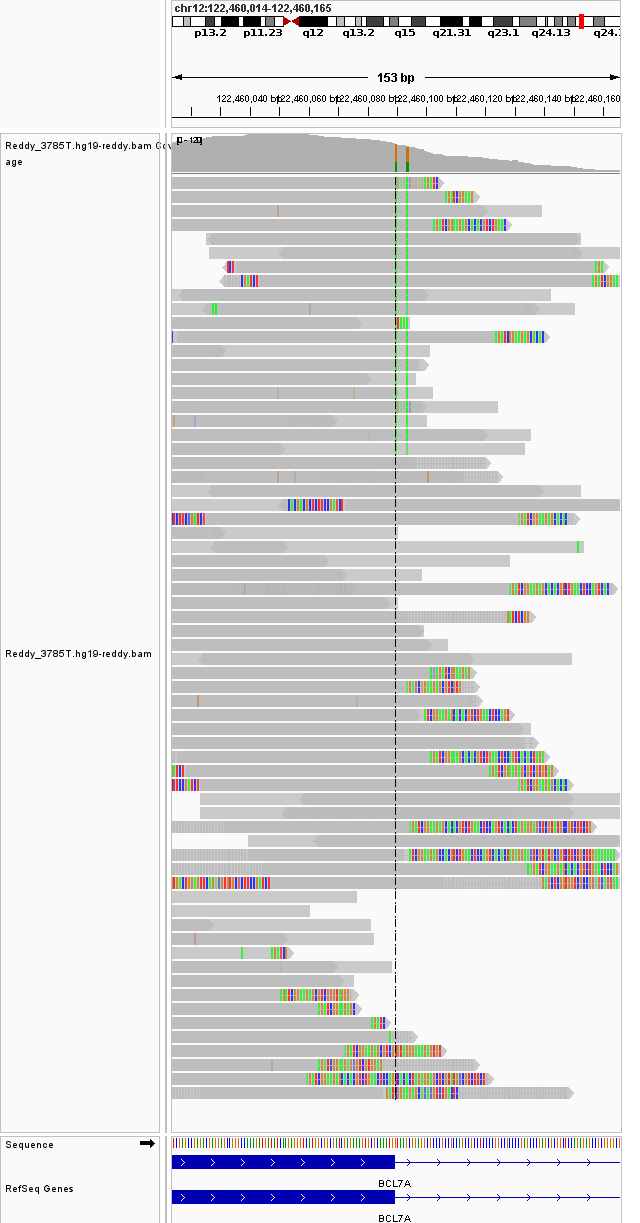 chr12:122,460,014-122,460,165
p13.2 p11.23 q12 q13.2 q15 q21.31 q23.1 q24.13 q24.
153 bp
122,460,040 bp 122,460,060 bp 122,460,080 bp 122,460,100 bp 122,460,120 bp 122,460,140 bp 122,460,160
Reddy_3785T.hg19-reddy.bam Cov
age
Reddy_3785T.hg19-reddy.bam
Sequence
BCL7A
RefSeq Genes
BCL7A